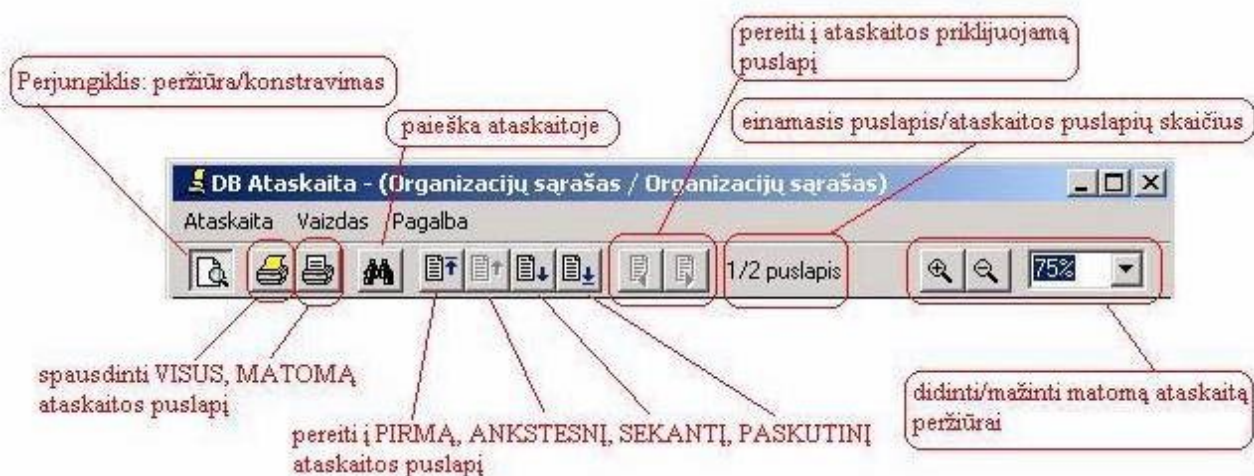 pereiti į ataskaitos priklijuojamą
puslapį
Perjungiklis: peržiūra/konstravimas
paieška ataskaitoje
einamasis puslapis/ataskaitos puslapių skaičius
DB Ataskaita - (Organizacijų sąrašas / Organizacijų sąrašas)
Ataskaita Vaizdas Pagalba
1/2 puslapis
75%
spausdinti VISUS, MATOMĄ
ataskaitos puslapį
pereiti į PIRMĄ, ANKSTESNĮ, SEKANTĮ, PASKUTINĮ
ataskaitos puslapį
didinti/mažinti matomą ataskaitą
peržiūrai